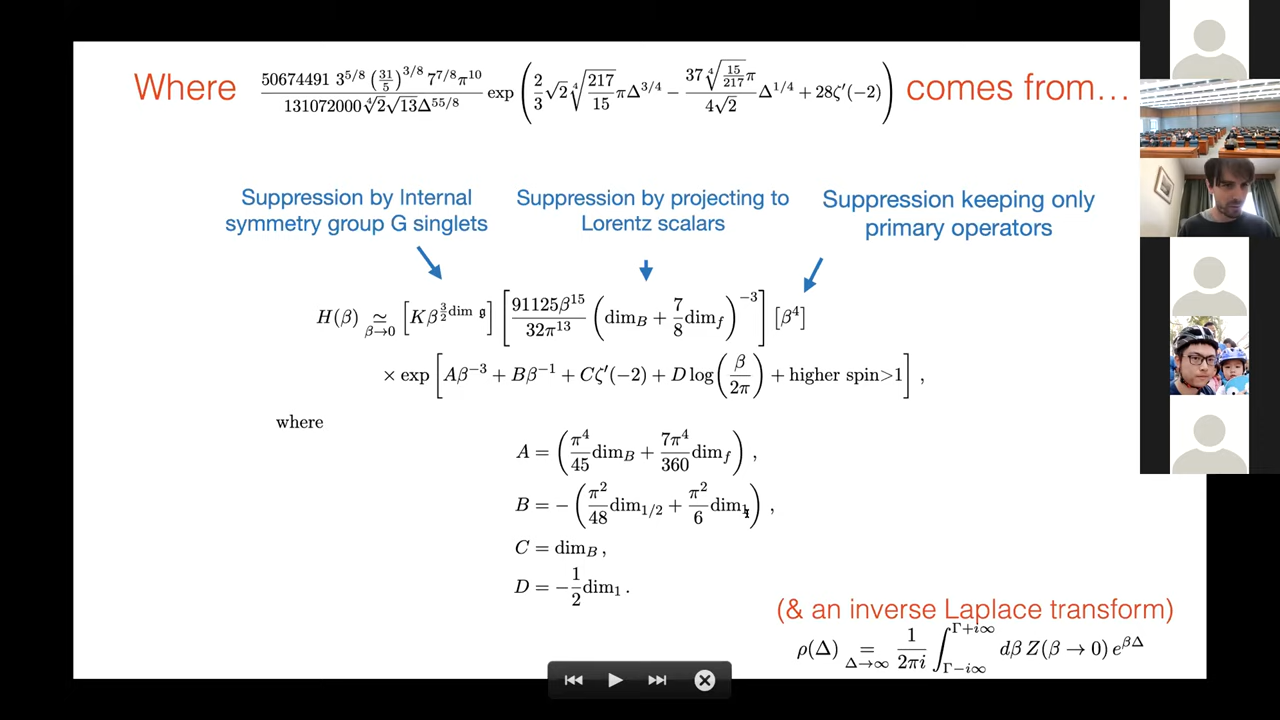 Where \frac{50674491\ 3^{5/8} \left(\frac{31}{5}\right)^{3/8} 7^{7/8} \pi^{10}}{131072000 \sqrt[4]{2} \sqrt{13} \Delta^{55/8}} \exp\left( \frac{2}{3} \sqrt{2} \sqrt[4]{\frac{217}{15}} \pi \Delta^{3/4} - \frac{37 \sqrt[4]{\frac{15}{217}} \pi}{4\sqrt{2}} \Delta^{1/4} + 28\zeta'(-2) \right) comes from…
Suppression by Internal
symmetry group G singlets
Suppression by projecting to
Lorentz scalars
Suppression keeping only
primary operators
H(\beta) \underset{\beta \to 0}{\simeq} \left[ K \beta^{\frac{3}{2} \dim \mathfrak{g}} \right] \left[ \frac{91125 \beta^{15}}{32 \pi^{13}} \left( \dim_B + \frac{7}{8} \dim_f \right)^{-3} \right] [\beta^4]
\times \exp\left[ A\beta^{-3} + B\beta^{-1} + C\zeta'(-2) + D \log\left( \frac{\beta}{2\pi} \right) + \text{higher spin>1} \right] ,
where
A = \left( \frac{\pi^4}{45} \dim_B + \frac{7\pi^4}{360} \dim_f \right) ,
B = - \left( \frac{\pi^2}{48} \dim_{1/2} + \frac{\pi^2}{6} \dim_1 \right) ,
C = \dim_B ,
D = -\frac{1}{2} \dim_1 .
(& an inverse Laplace transform)
\rho(\Delta) \underset{\Delta \to \infty}{=} \frac{1}{2\pi i} \int_{\Gamma - i\infty}^{\Gamma + i\infty} d\beta\, Z(\beta \to 0)\, e^{\beta \Delta}